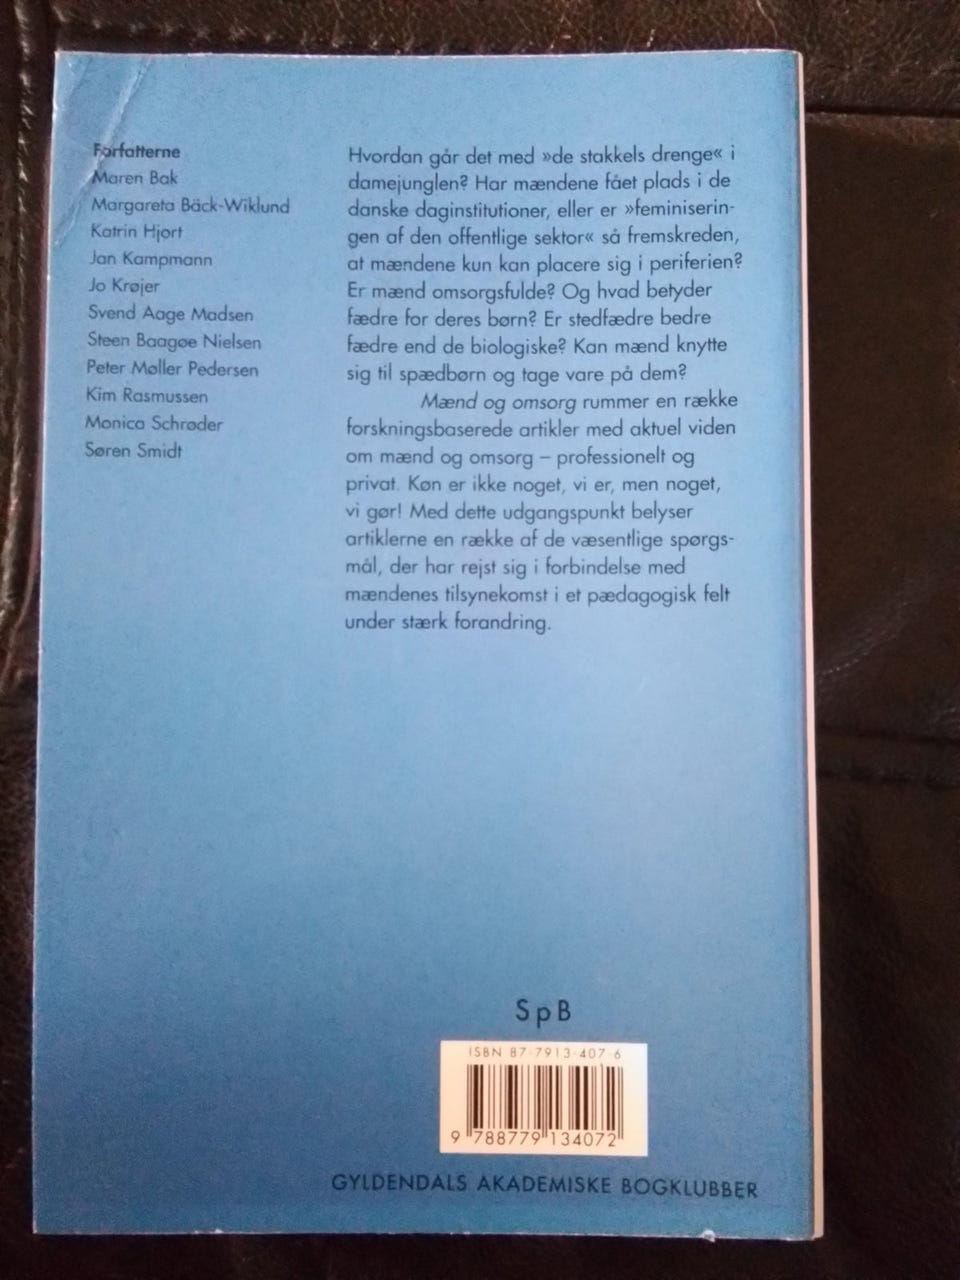 Forfatterne
Maren Bak
Margareta Bäck-Wiklund
Katrin Hjort
Jan Kampmann
Jo Krøjer
Svend Aage Madsen
Steen Baagøe Nielsen
Peter Møller Pedersen
Kim Rasmussen
Monica Schrøder
Søren Smidt
Hvordan går det med »de stakkels drenge« i
damejunglen? Har mændene fået plads i de
danske daginstitutioner, eller er »feminiserin-
gen af den offentlige sektor« så fremskreden,
at mændene kun kan placere sig i periferien?
Er mænd omsorgsfulde? Og hvad betyder
fædre for deres børn? Er stedfædre bedre
fædre end de biologiske? Kan mænd knytte
sig til spædbørn og tage vare på dem?
Mænd og omsorg rummer en række
forskningsbaserede artikler med aktuel viden
om mænd og omsorg – professionelt og
privat. Køn er ikke noget, vi er, men noget,
vi gør! Med dette udgangspunkt belyser
artiklerne en række af de væsentlige spørgs-
mål, der har rejst sig i forbindelse med
mændenes tilsynekomst i et pædagogisk felt
under stærk forandring.
SpB
ISBN 87-7913-407-6
9 788779 134072
GYLDENDALS AKADEMISKE BOGKLUBBER